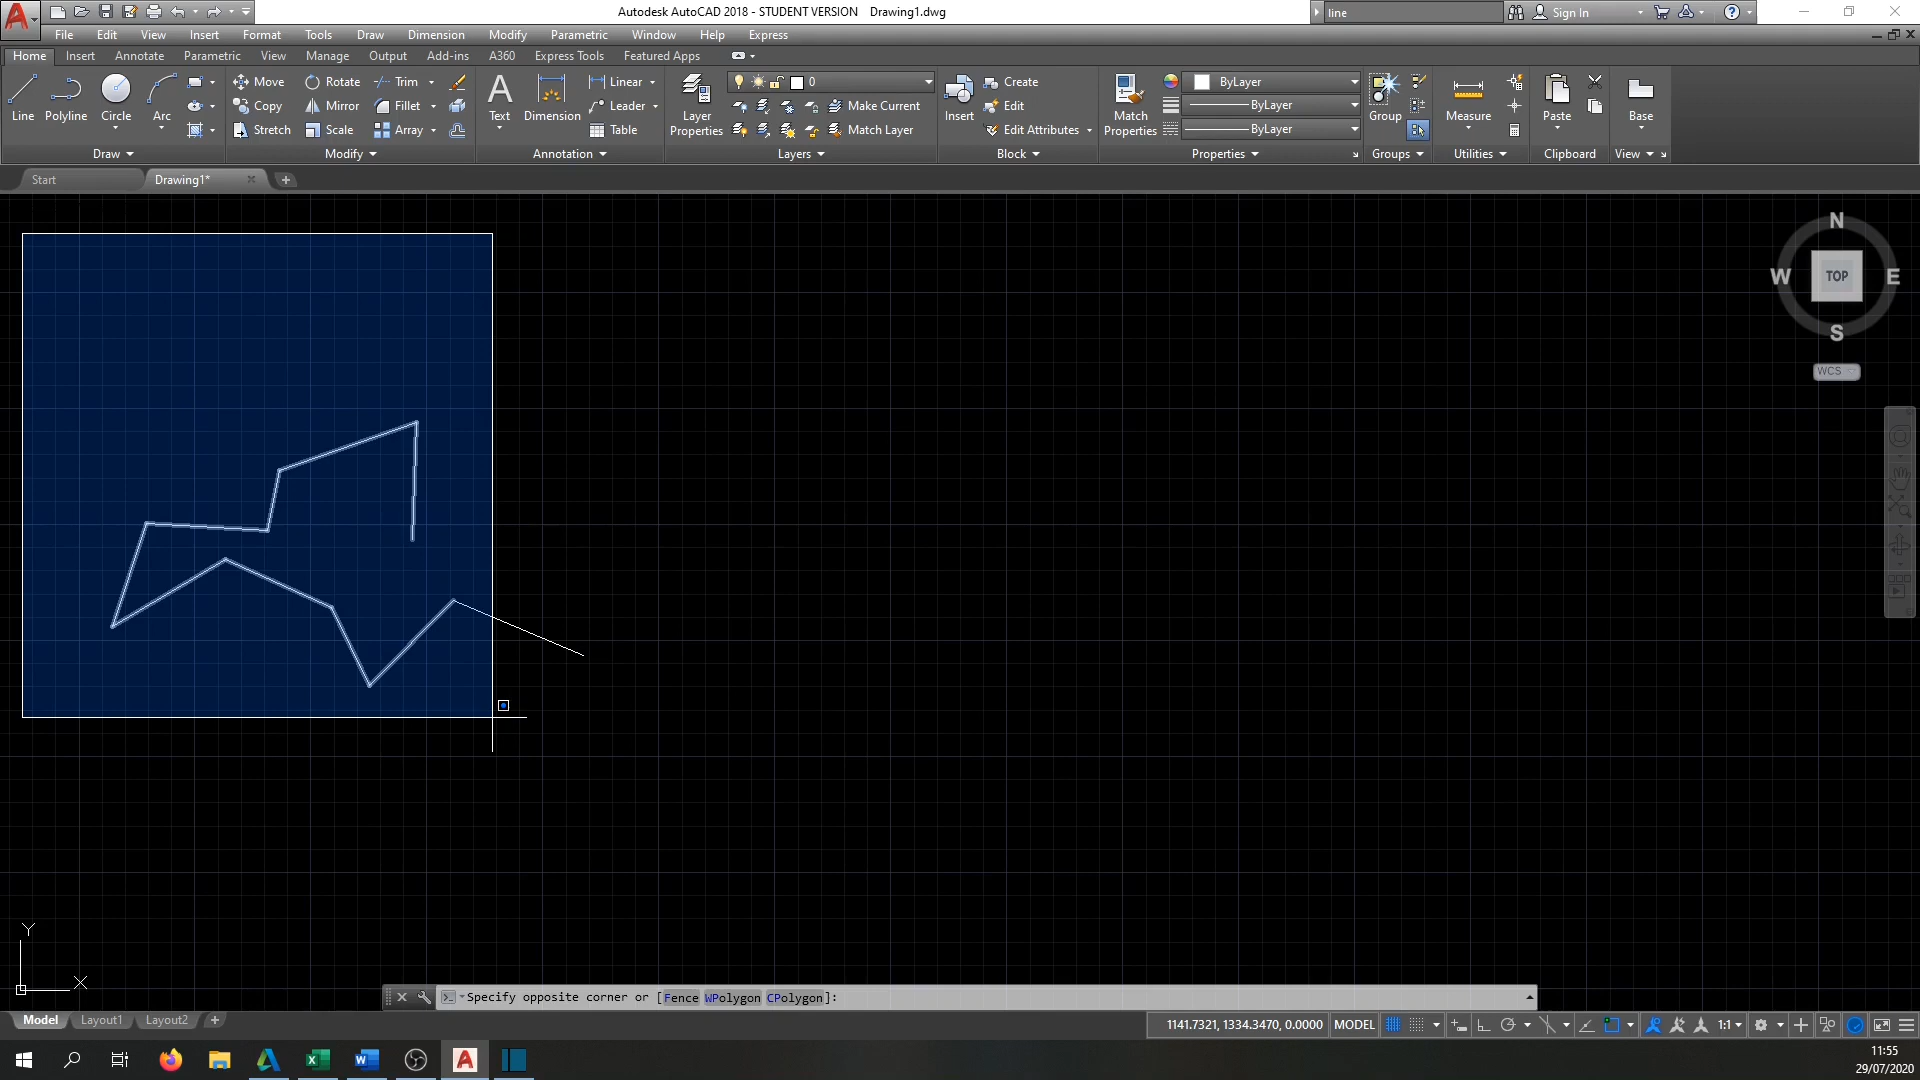 Autodesk AutoCAD 2018 - STUDENT VERSION Drawing1.dwg
line
Sign In
File Edit View Insert Format Tools Draw Dimension Modify Parametric Window Help Express
Home Insert Annotate Parametric View Manage Output Add-ins A360 Express Tools Featured Apps
Line Polyline Circle Arc
Move Rotate Trim
Copy Mirror Fillet
Stretch Scale Array
Text Dimension
Linear
Leader
Table
Layer Properties
0
Make Current
Match Layer
Insert
Create
Edit
Edit Attributes
Match Properties
ByLayer
ByLayer
ByLayer
Group
Measure
Paste
Base
Draw Modify Annotation Layers Block Properties Groups Utilities Clipboard View
Start Drawing1*
N
W TOP E
S
WCS
Y
X
Specify opposite corner or [Fence WPolygon CPolygon]:
Model Layout1 Layout2
1141.7321, 1334.3470, 0.0000 MODEL 1:1
11:55
29/07/2020